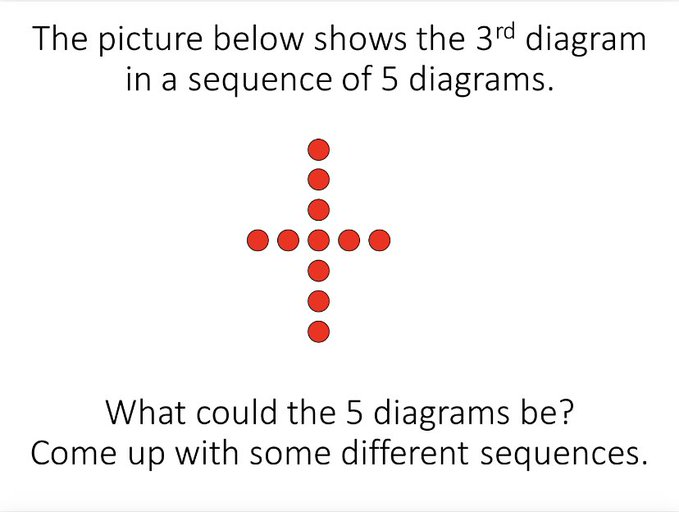 The picture below shows the 3rd diagram
in a sequence of 5 diagrams.
What could the 5 diagrams be?
Come up with some different sequences.